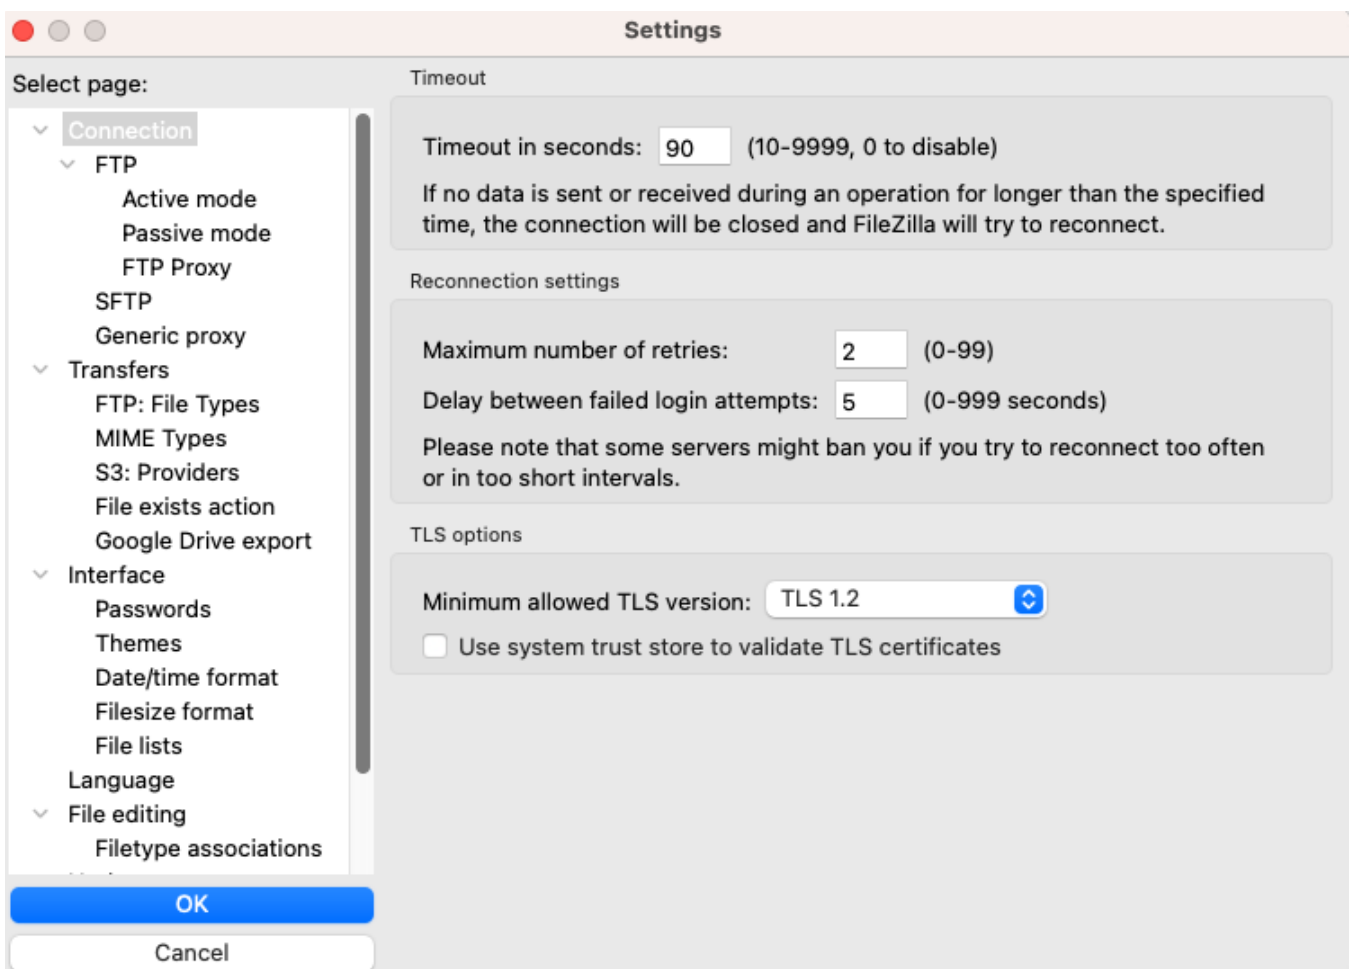 Settings
Select page:
Connection
FTP
Active mode
Passive mode
FTP Proxy
SFTP
Generic proxy
Transfers
FTP: File Types
MIME Types
S3: Providers
File exists action
Google Drive export
Interface
Passwords
Themes
Date/time format
Filesize format
File lists
Language
File editing
Filetype associations
OK
Cancel
Timeout
Timeout in seconds: 90 (10-9999, 0 to disable)
If no data is sent or received during an operation for longer than the specified
time, the connection will be closed and FileZilla will try to reconnect.
Reconnection settings
Maximum number of retries: 2 (0-99)
Delay between failed login attempts: 5 (0-999 seconds)
Please note that some servers might ban you if you try to reconnect too often
or in too short intervals.
TLS options
Minimum allowed TLS version: TLS 1.2
Use system trust store to validate TLS certificates